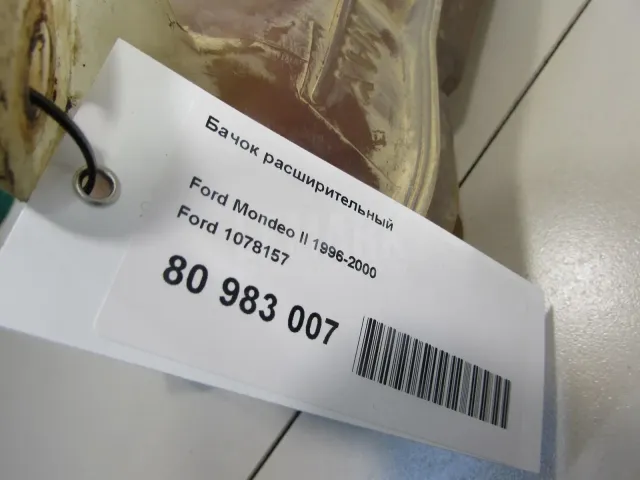 Бачок расширительный
Ford Mondeo II 1996-2000
Ford 1078157
80 983 007